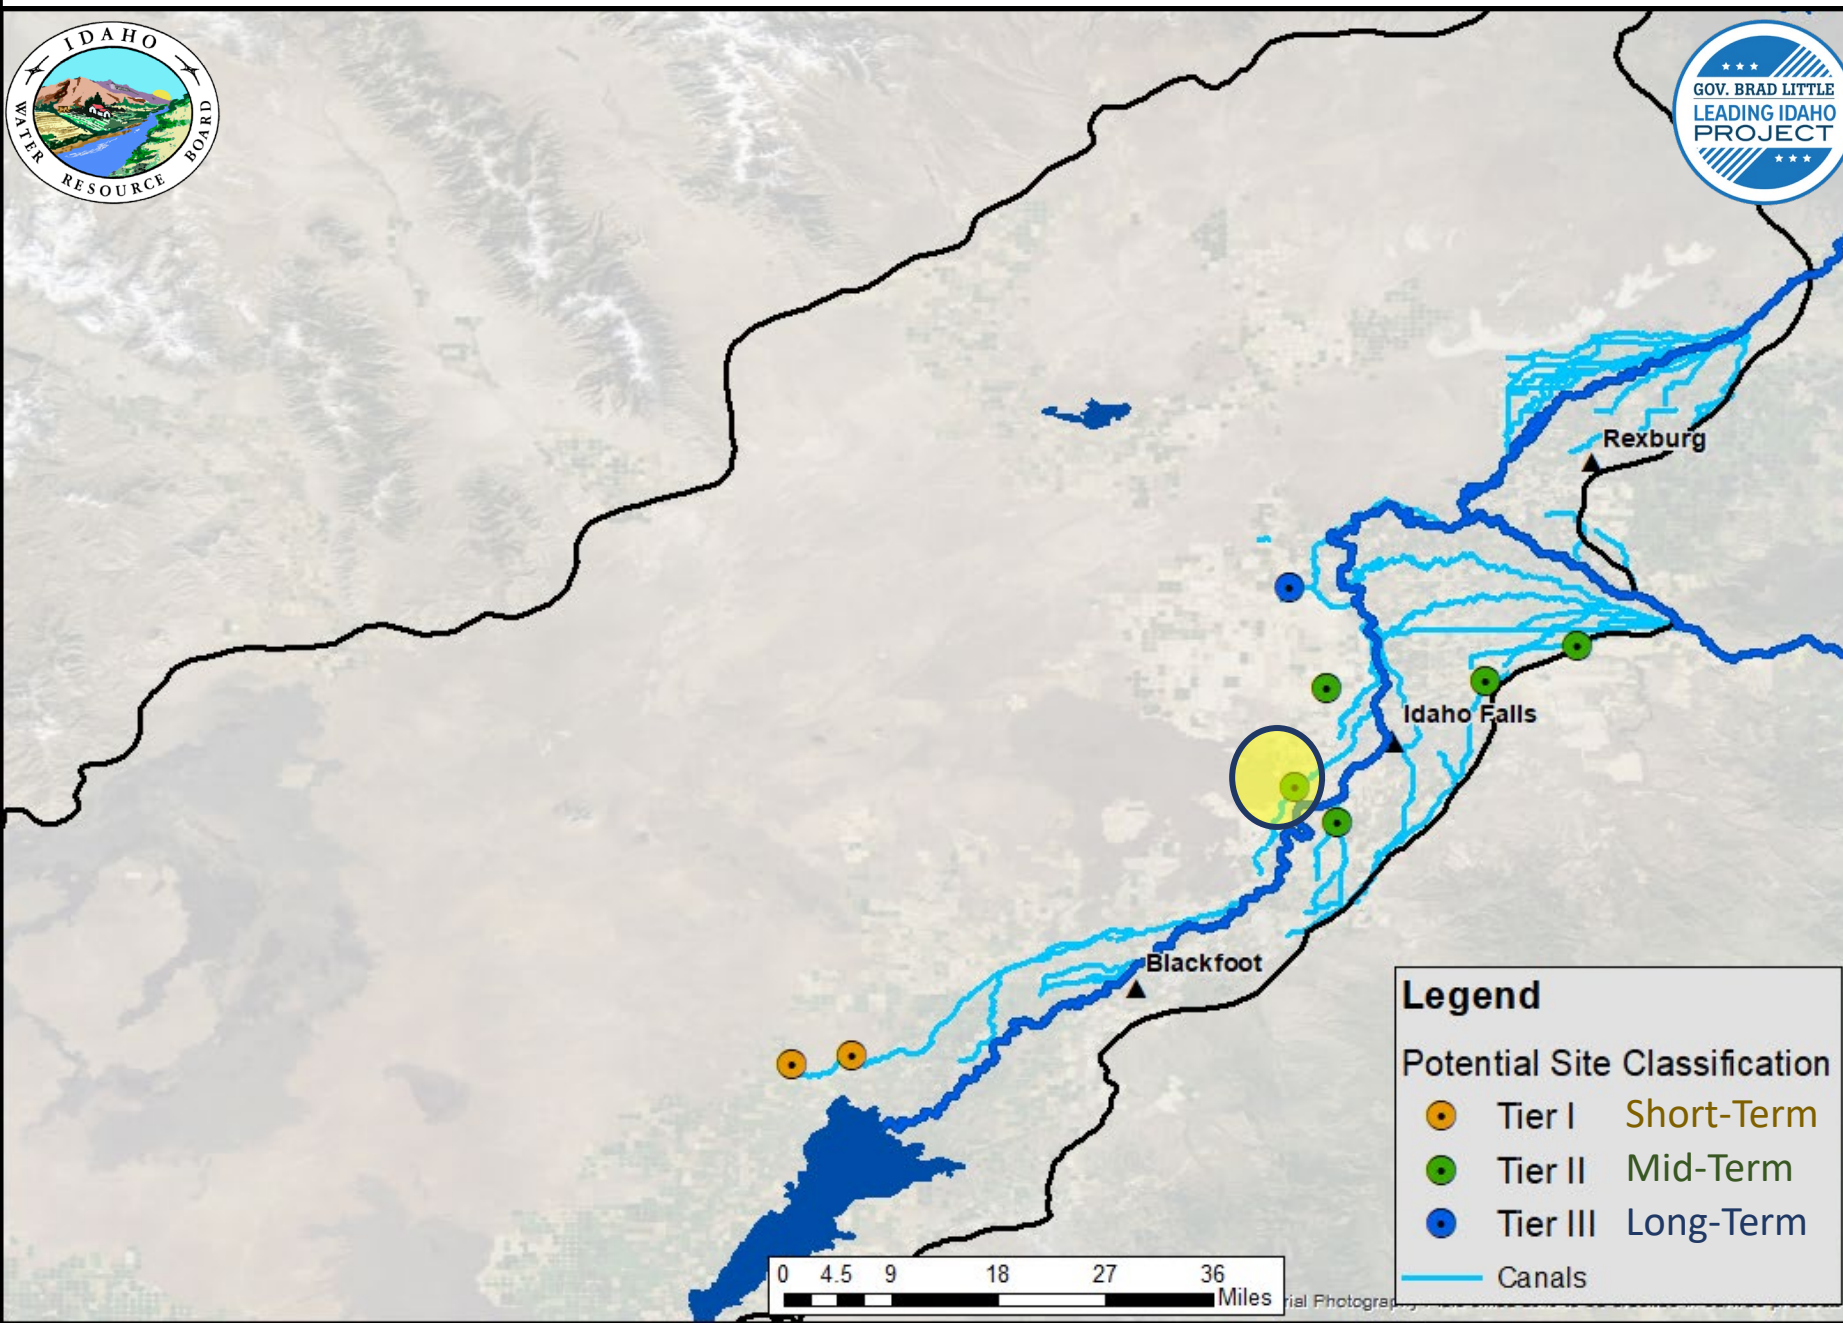 IDAHO
WATER
RESOURCE
BOARD
GOV. BRAD LITTLE
LEADING IDAHO
PROJECT
Rexburg
Idaho Falls
Blackfoot
Legend
Potential Site Classification
Tier I Short-Term
Tier II Mid-Term
Tier III Long-Term
Canals
0 4.5 9 18 27 36
Miles
rial Photograp